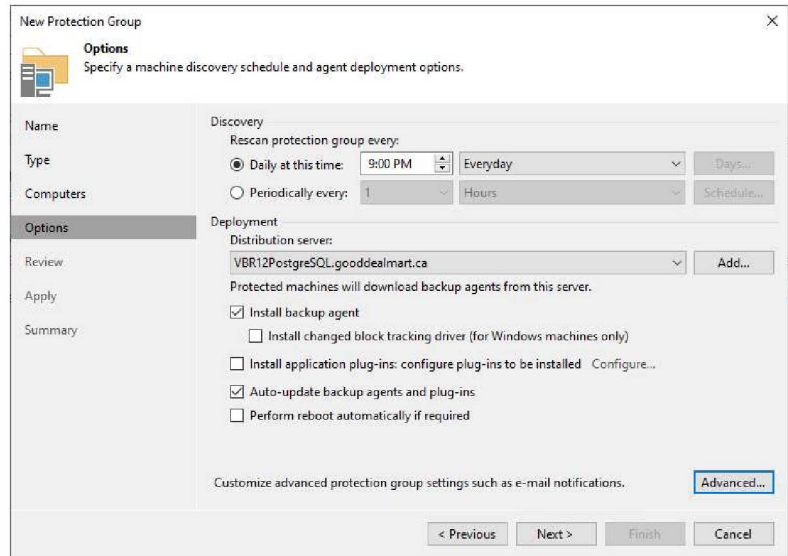 New Protection Group
Options
Specify a machine discovery schedule and agent deployment options.
Name
Type
Computers
Options
Review
Apply
Summary
Discovery
Rescan protection group every:
Daily at this time: 9:00 PM Everyday Days...
Periodically every: 1 Hours Schedule...
Deployment
Distribution server:
VBR12PostgreSQL.gooddealmart.ca Add...
Protected machines will download backup agents from this server.
Install backup agent
Install changed block tracking driver (for Windows machines only)
Install application plug-ins: configure plug-ins to be installed Configure...
Auto-update backup agents and plug-ins
Perform reboot automatically if required
Customize advanced protection group settings such as e-mail notifications. Advanced...
< Previous Next > Finish Cancel